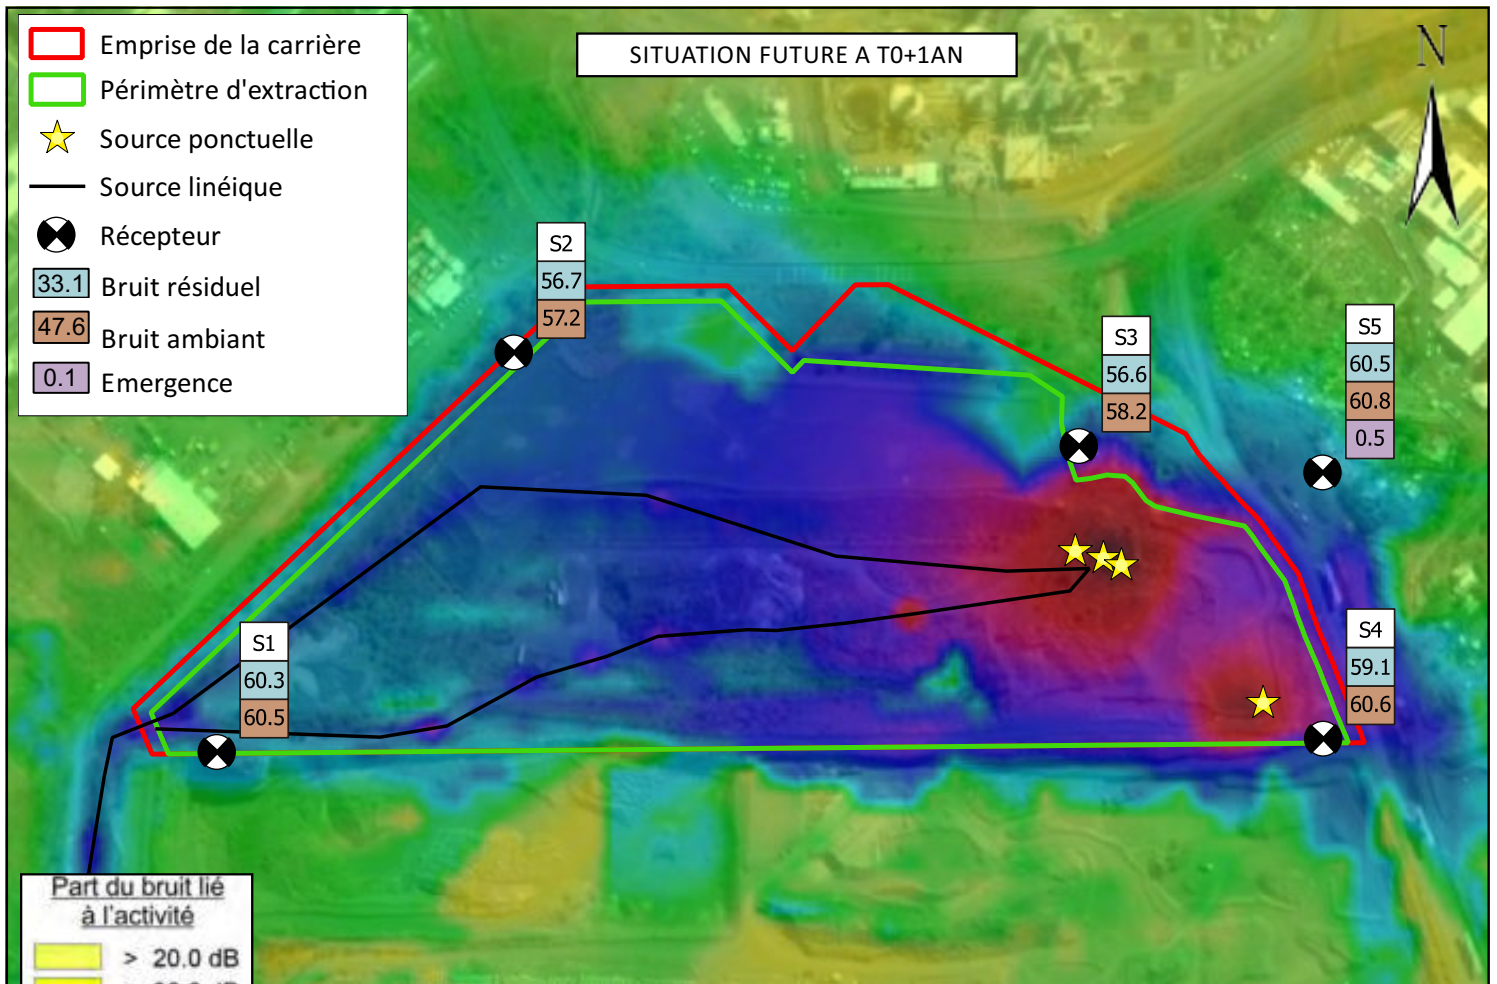 Emprise de la carrière
Périmètre d'extraction
Source ponctuelle
Source linéique
Récepteur
33.1 Bruit résiduel
47.6 Bruit ambiant
0.1 Emergence
SITUATION FUTURE A T0+1AN
N
S2
56.7
57.2
S3
56.6
58.2
S5
60.5
60.8
0.5
S1
60.3
60.5
S4
59.1
60.6
Part du bruit lié
à l'activité
> 20.0 dB